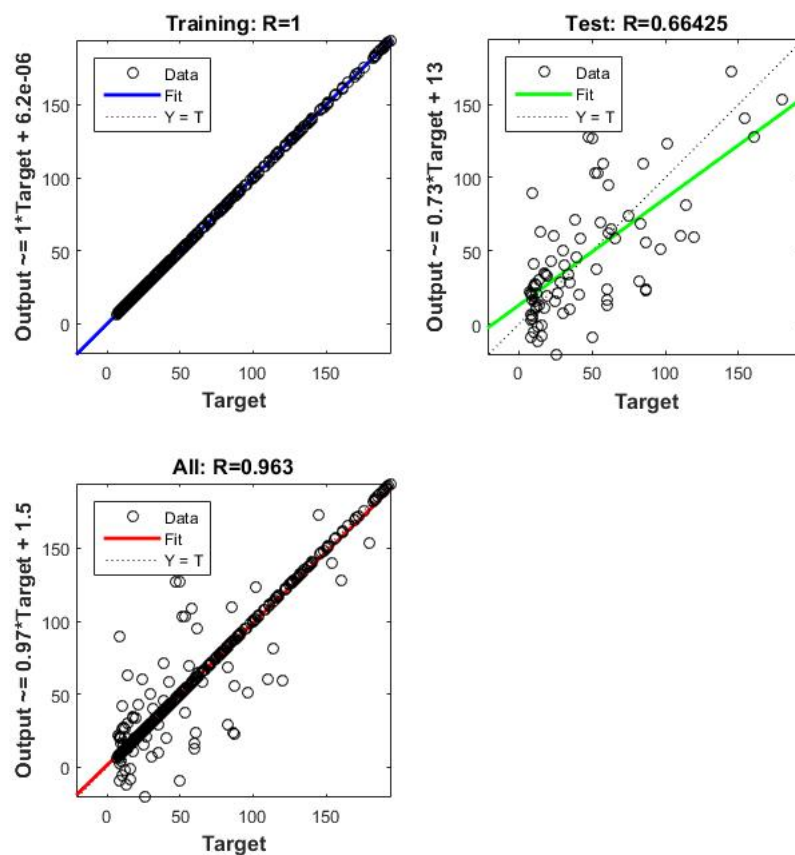 Training: R=1
Output ~= 1*Target + 6.2e-06
Data
Fit
Y = T
150
100
50
0
0 50 100 150
Target
Test: R=0.66425
Output ~= 0.73*Target + 13
Data
Fit
Y = T
150
100
50
0
0 50 100 150
Target
All: R=0.963
Output ~= 0.97*Target + 1.5
Data
Fit
Y = T
150
100
50
0
0 50 100 150
Target